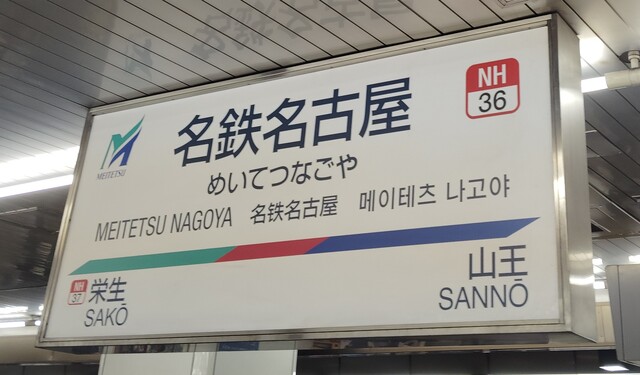 MEITETSU
名鉄名古屋
NH
36
めいてつなごや
MEITETSU NAGOYA 名铁名古屋 메이테츠 나고야
NH
37
栄生
SAKŌ
山王
SANNŌ